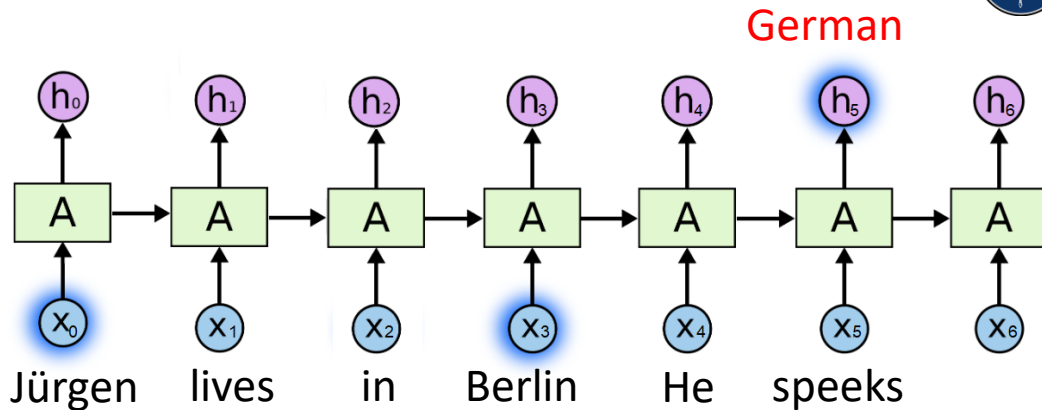 German
h₀ h₁ h₂ h₃ h₄ h₅ h₆
A A A A A A A
x₀ x₁ x₂ x₃ x₄ x₅ x₆
Jürgen lives in Berlin He speeks